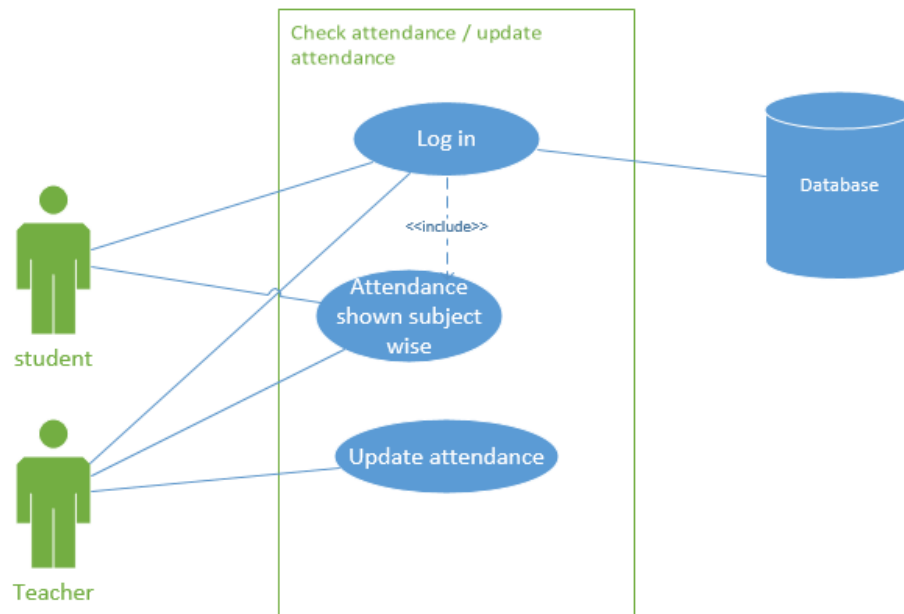 Check attendance / update
attendance
Log in
Database
<<include>>
Attendance
shown subject
wise
student
Update attendance
Teacher